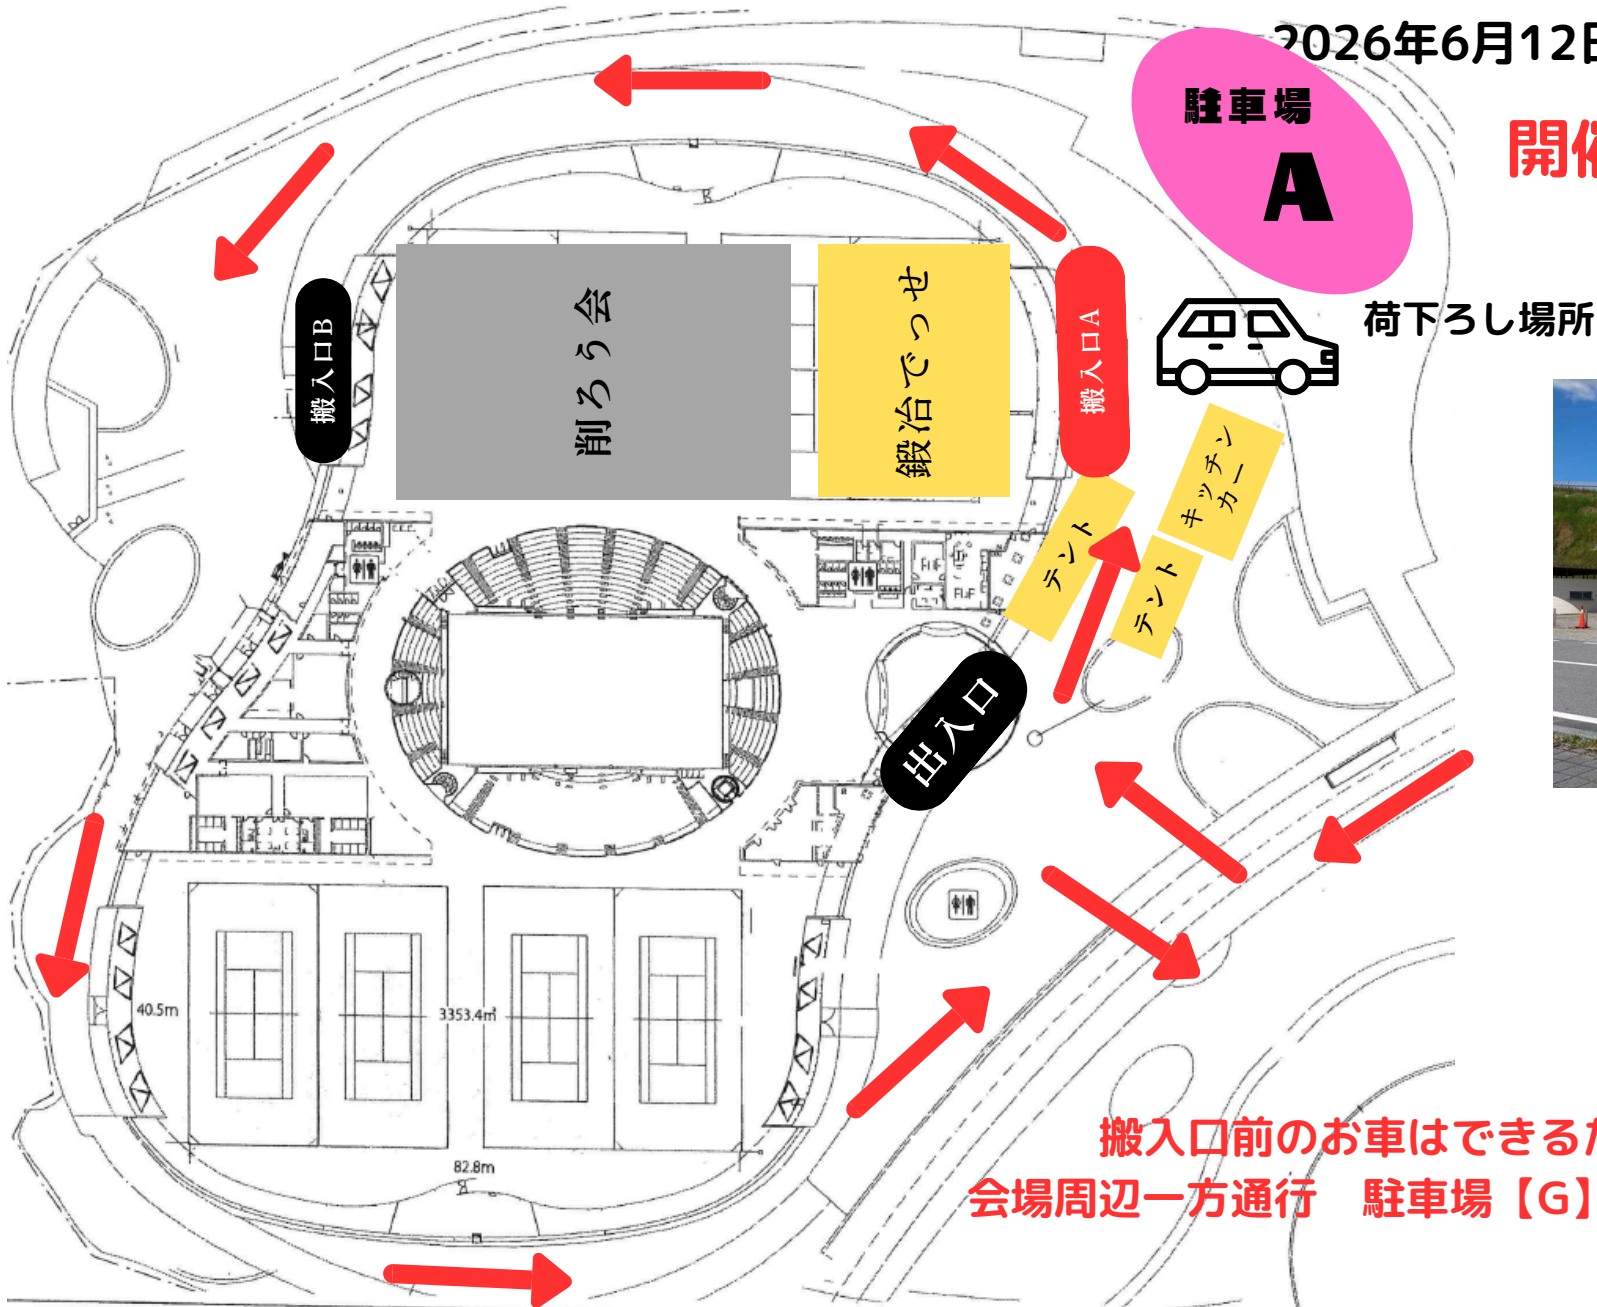 2026年6月12日
駐車場
A
開催
荷下ろし場所
搬入口B
削ろう会
鍛冶でっせ
搬入口A
キッチン
カー
テント
テント
出入口
40.5m
3353.4㎡
82.8m
搬入口前のお車はできるだ
会場周辺一方通行 駐車場【G】